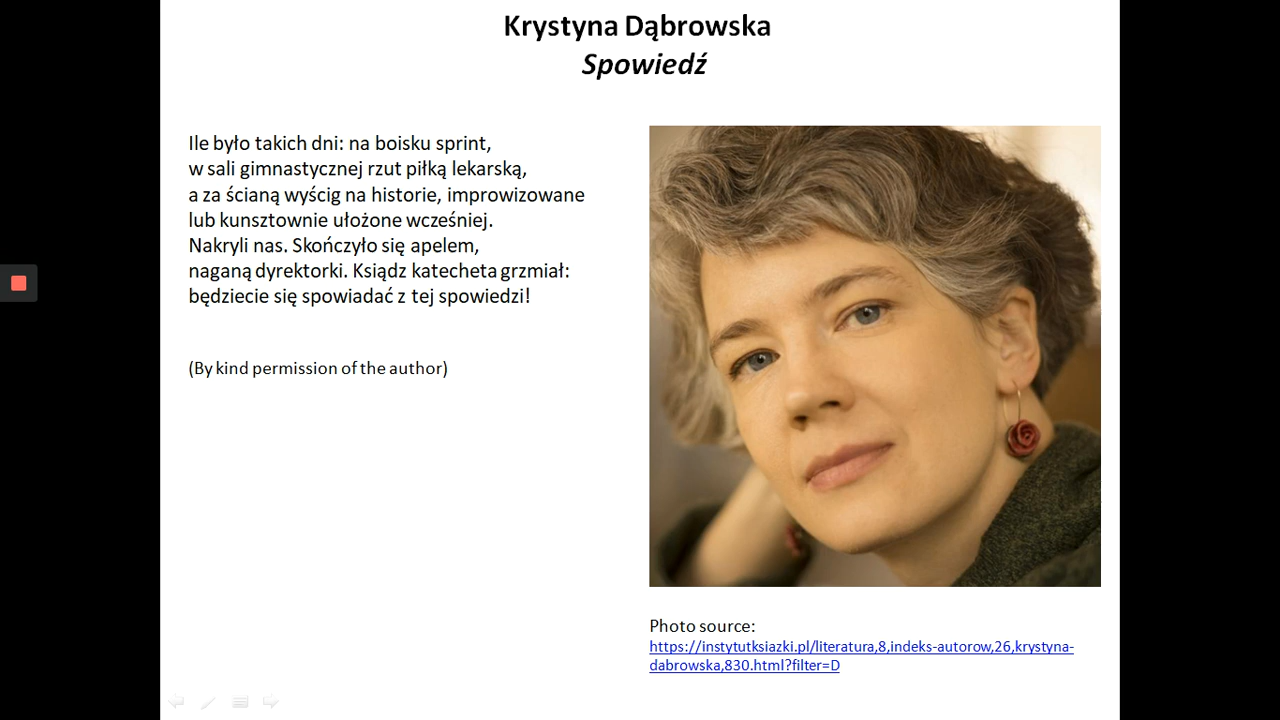 Krystyna Dąbrowska
Spowiedź
Ile było takich dni: na boisku sprint,
w sali gimnastycznej rzut piłką lekarską,
a za ścianą wyścig na historie, improwizowane
lub kunsztownie ułożone wcześniej.
Nakryli nas. Skończyło się apelem,
naganą dyrektorki. Ksiądz katecheta grzmiał:
będziecie się spowiadać z tej spowiedzi!
(By kind permission of the author)
Photo source:
https://instytutksiazki.pl/literatura,8,indeks-autorow,26,krystyna-
dabrowska,830.html?filter=D